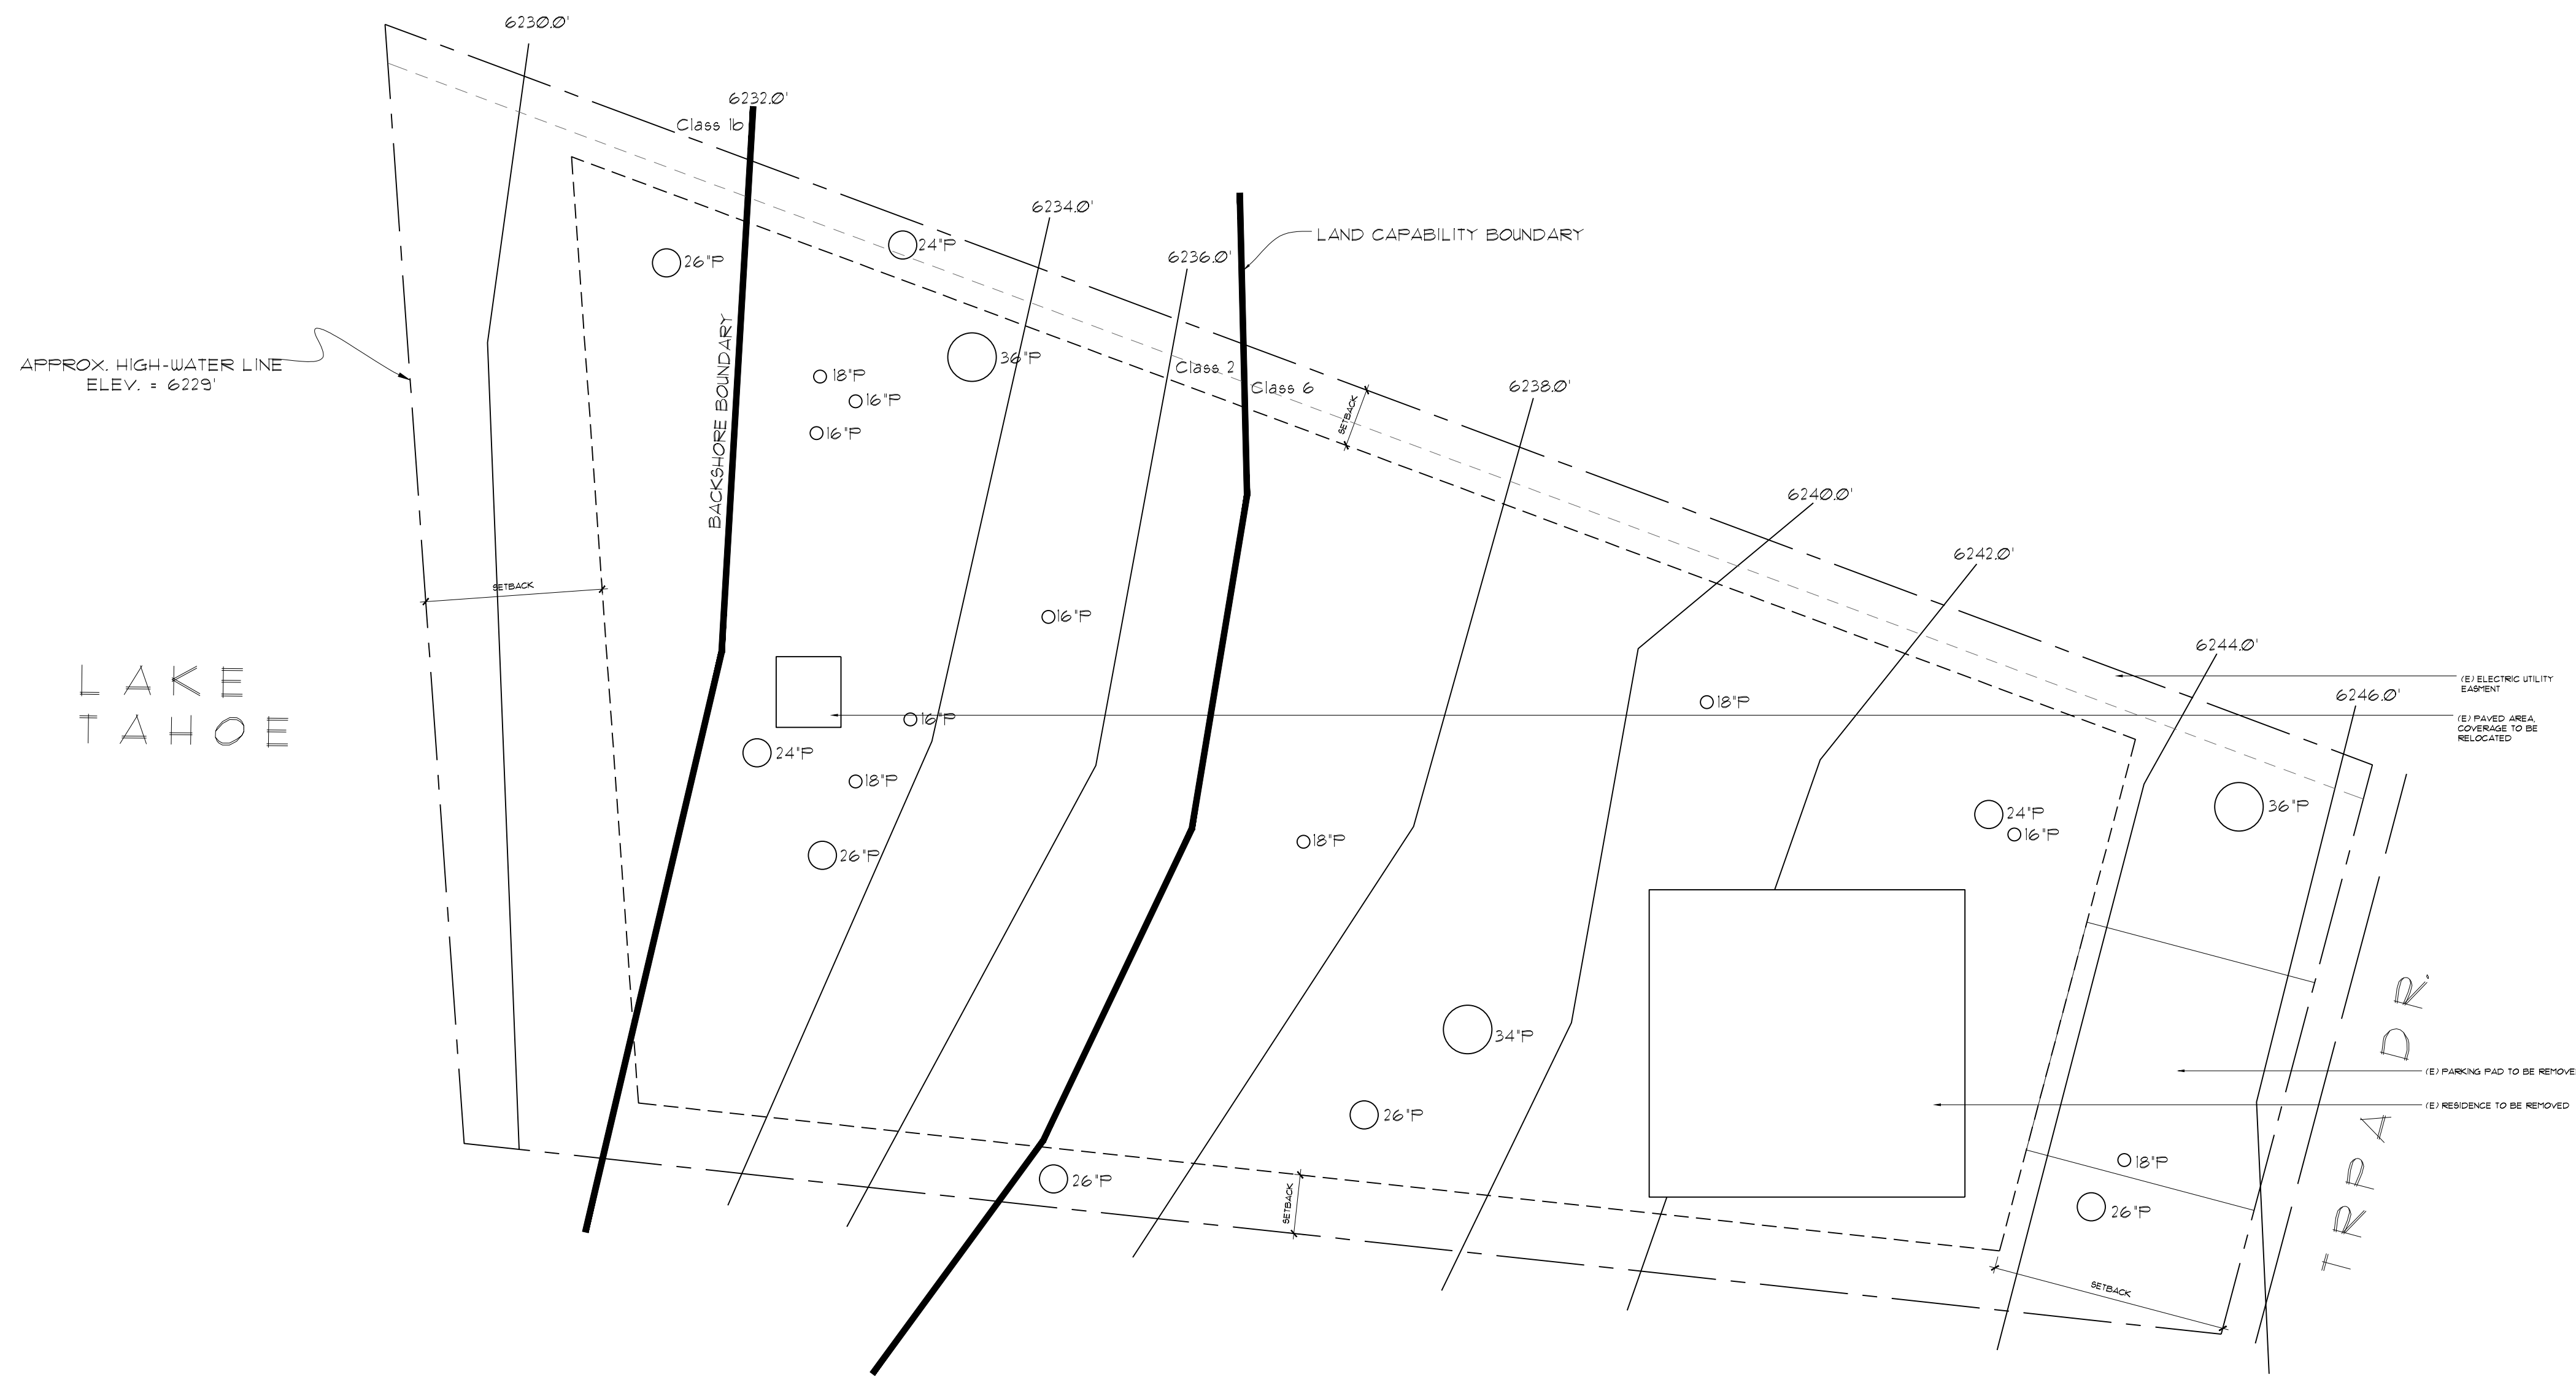 6230.0'
6232.0'
Class 1b
6234.0'
24"P
26"P
6236.0'
LAND CAPABILITY BOUNDARY
BACKSHORE BOUNDARY
APPROX. HIGH-WATER LINE
ELEV. = 6229'
36"P
18"P
16"P
16"P
Class 2
Class 6
SETBACK
6238.0'
6240.0'
6242.0'
SETBACK
16"P
6244.0'
6246.0'
(E) ELECTRIC UTILITY
EASMENT
(E) PAVED AREA,
COVERAGE TO BE
RELOCATED
LAKE
TAHOE
16"P
18"P
24"P
18"P
26"P
18"P
24"P
16"P
36"P
34"P
26"P
26"P
SETBACK
(E) PARKING PAD TO BE REMOVE
(E) RESIDENCE TO BE REMOVED
TRPA DR.
18"P
26"P
SETBACK